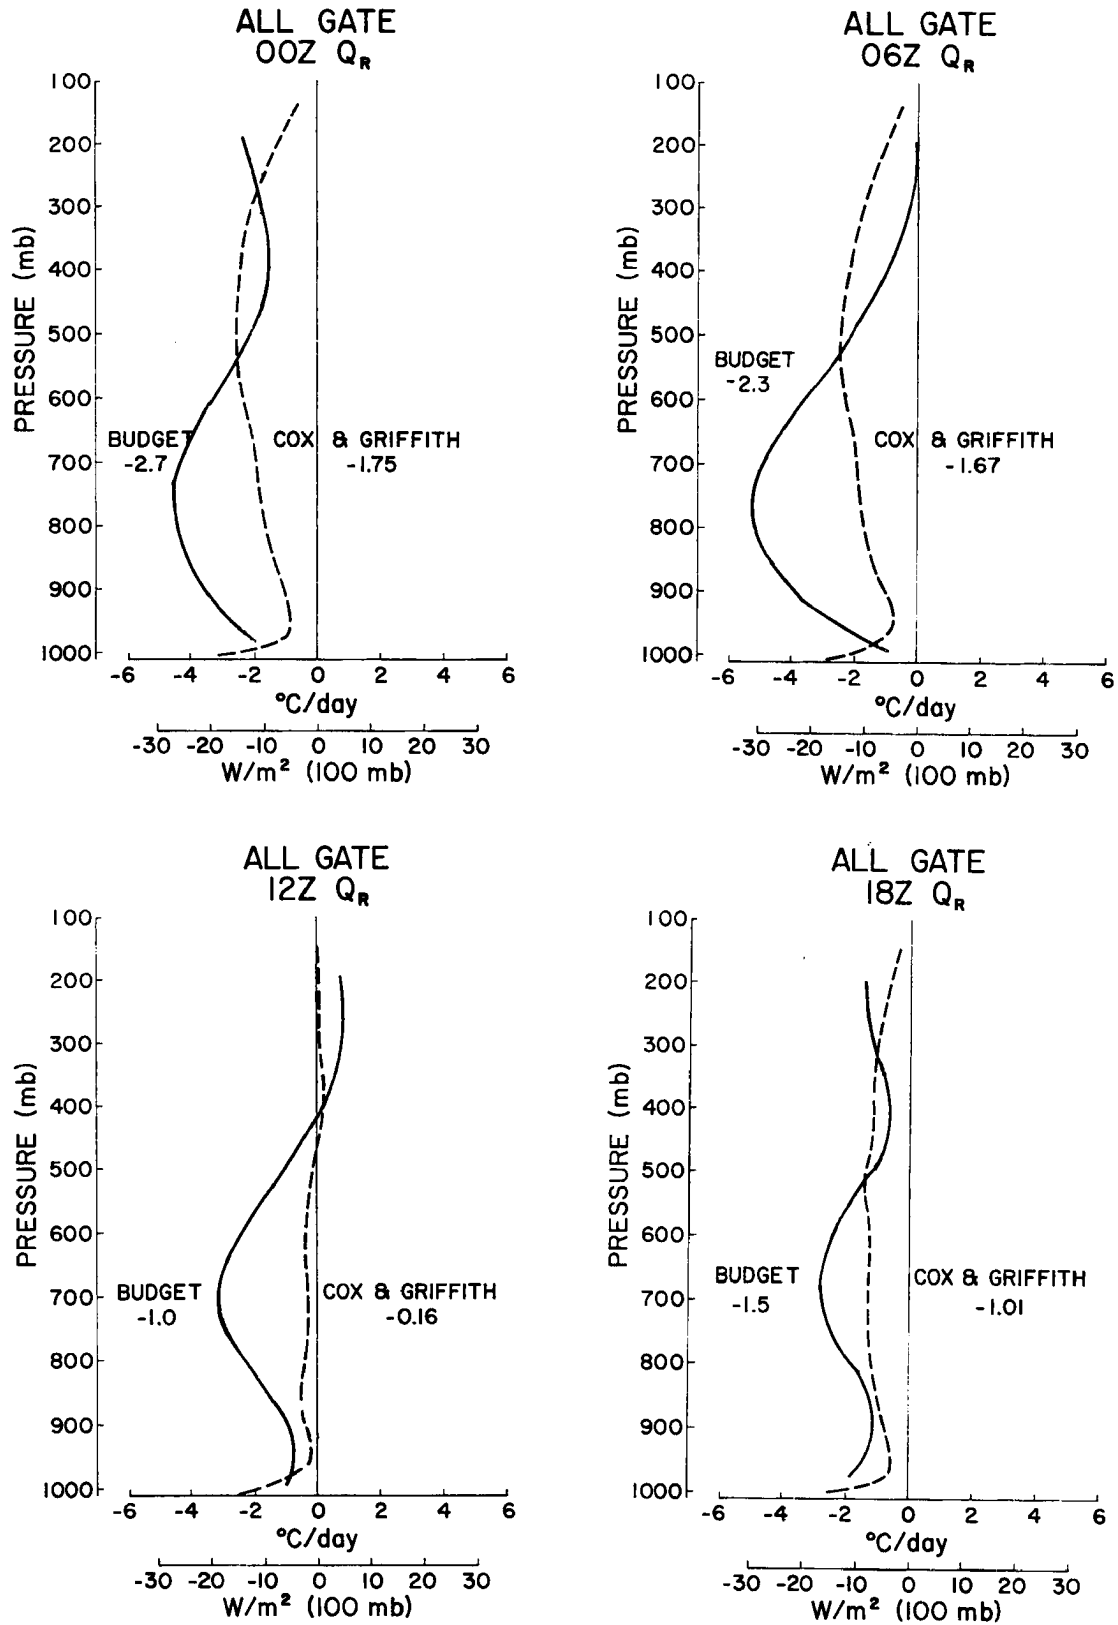 ALL GATE
00Z Q_R
100
200
300
400
500
600
700
800
900
1000
PRESSURE (mb)
BUDGET
-2.7
COX & GRIFFITH
-1.75
-6 -4 -2 0 2 4 6
°C/day
-30 -20 -10 0 10 20 30
W/m² (100 mb)
ALL GATE
06Z Q_R
100
200
300
400
500
600
700
800
900
1000
PRESSURE (mb)
BUDGET
-2.3
COX & GRIFFITH
-1.67
-6 -4 -2 0 2 4 6
°C/day
-30 -20 -10 0 10 20 30
W/m² (100 mb)
ALL GATE
12Z Q_R
100
200
300
400
500
600
700
800
900
1000
PRESSURE (mb)
BUDGET
-1.0
COX & GRIFFITH
-0.16
-6 -4 -2 0 2 4 6
°C/day
-30 -20 -10 0 10 20 30
W/m² (100 mb)
ALL GATE
18Z Q_R
100
200
300
400
500
600
700
800
900
1000
PRESSURE (mb)
BUDGET
-1.5
COX & GRIFFITH
-1.01
-6 -4 -2 0 2 4 6
°C/day
-30 -20 -10 0 10 20 30
W/m² (100 mb)